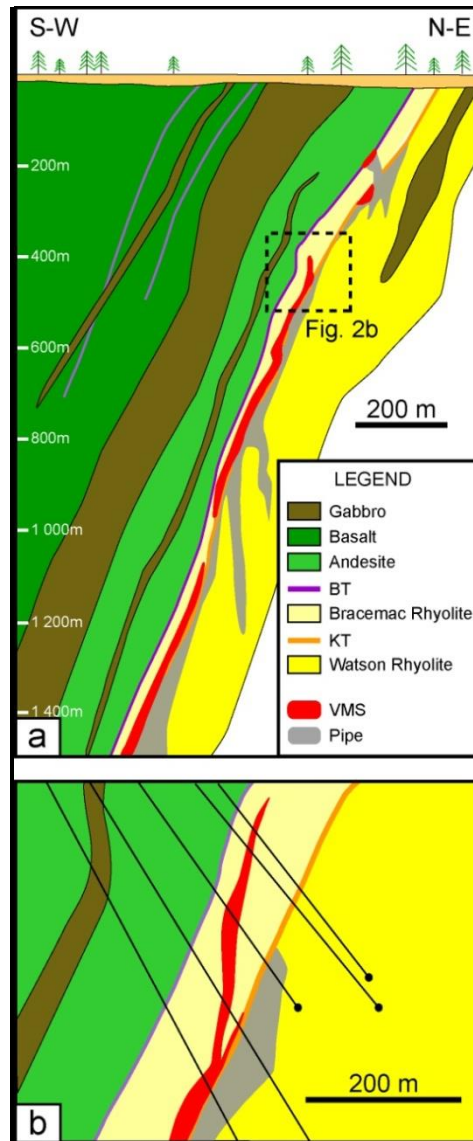 S-W
N-E
200m
400m
Fig. 2b
600m
200 m
800m
LEGEND
Gabbro
Basalt
1 000m
Andesite
BT
1 200m
Bracemac Rhyolite
KT
Watson Rhyolite
VMS
1 400m
Pipe
a
200 m
b